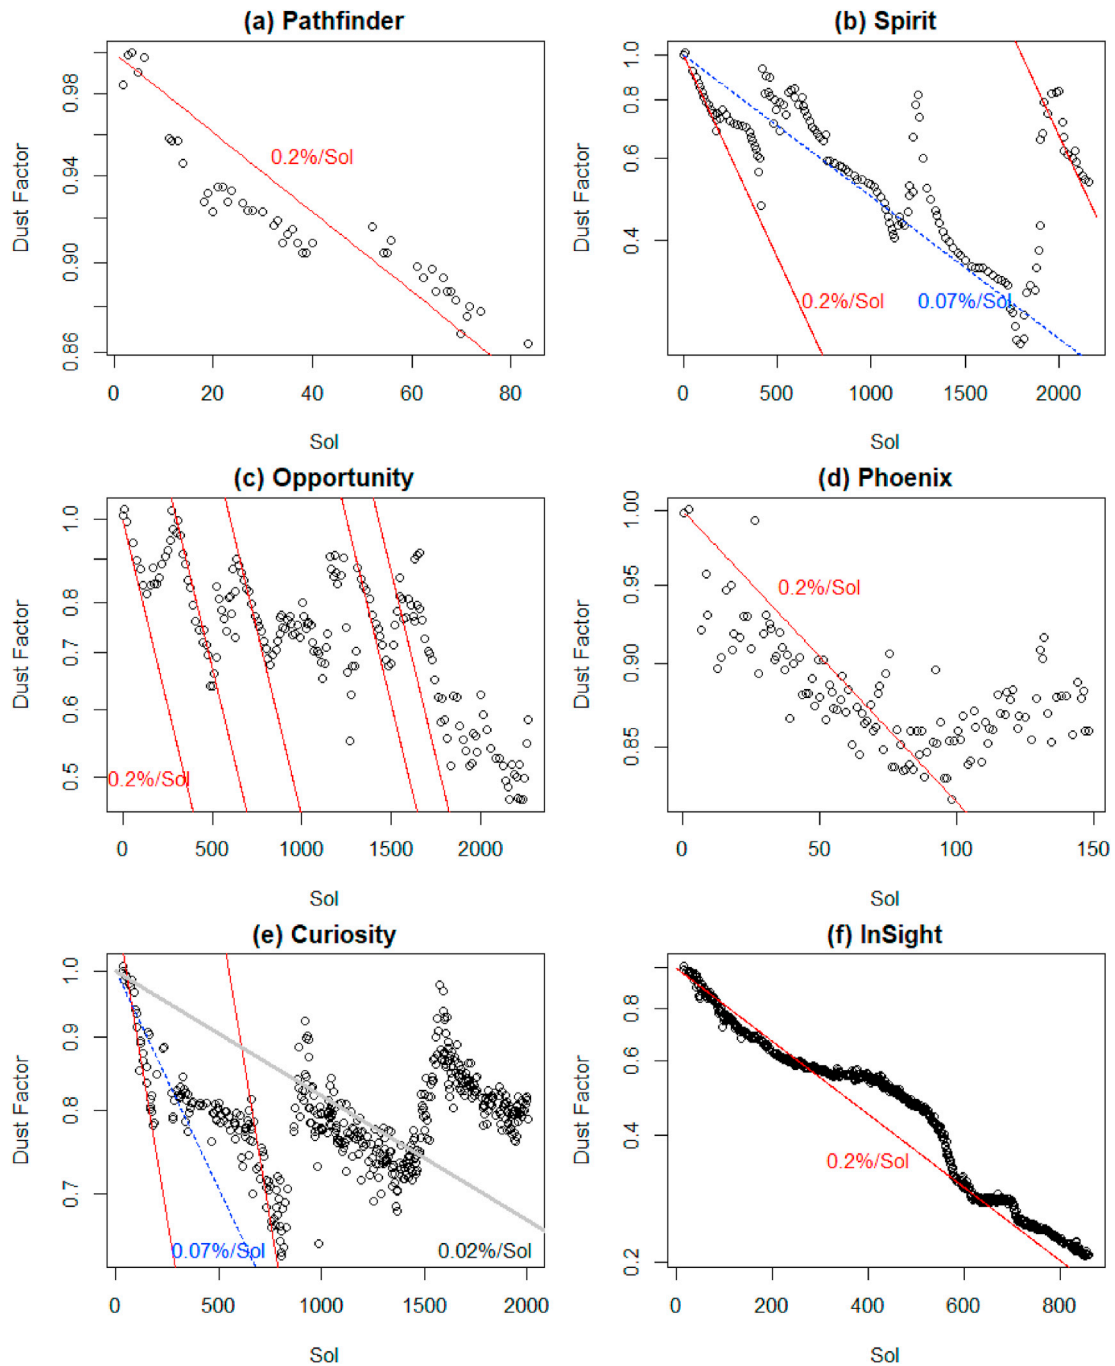 (a) Pathfinder
Dust Factor
0.98
0.94
0.90
0.86
0.2%/Sol
0 20 40 60 80
Sol
(b) Spirit
Dust Factor
1.0
0.8
0.6
0.4
0.2%/Sol
0.07%/Sol
0 500 1000 1500 2000
Sol
(c) Opportunity
Dust Factor
1.0
0.8
0.7
0.6
0.5
0.2%/Sol
0 500 1000 1500 2000
Sol
(d) Phoenix
Dust Factor
1.00
0.95
0.90
0.85
0.2%/Sol
0 50 100 150
Sol
(e) Curiosity
Dust Factor
1.0
0.9
0.8
0.7
0.07%/Sol
0.02%/Sol
0 500 1000 1500 2000
Sol
(f) InSight
Dust Factor
0.8
0.6
0.4
0.2
0.2%/Sol
0 200 400 600 800
Sol